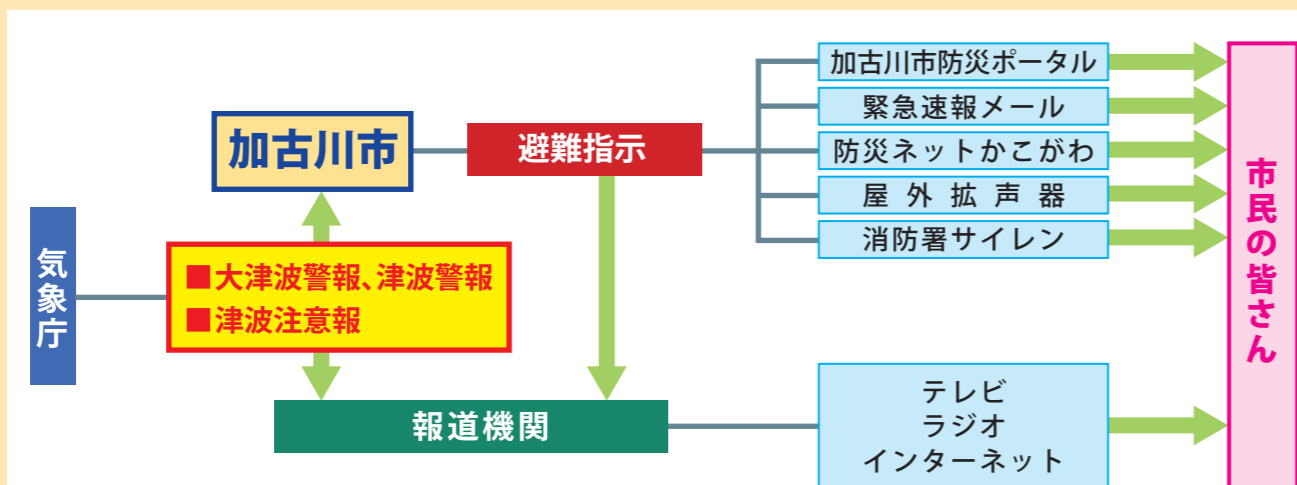 気象庁
加古川市
■大津波警報、津波警報
■津波注意報
避難指示
報道機関
加古川市防災ポータル
緊急速報メール
防災ネットかこがわ
屋外拡声器
消防署サイレン
テレビ
ラジオ
インターネット
市民の皆さん